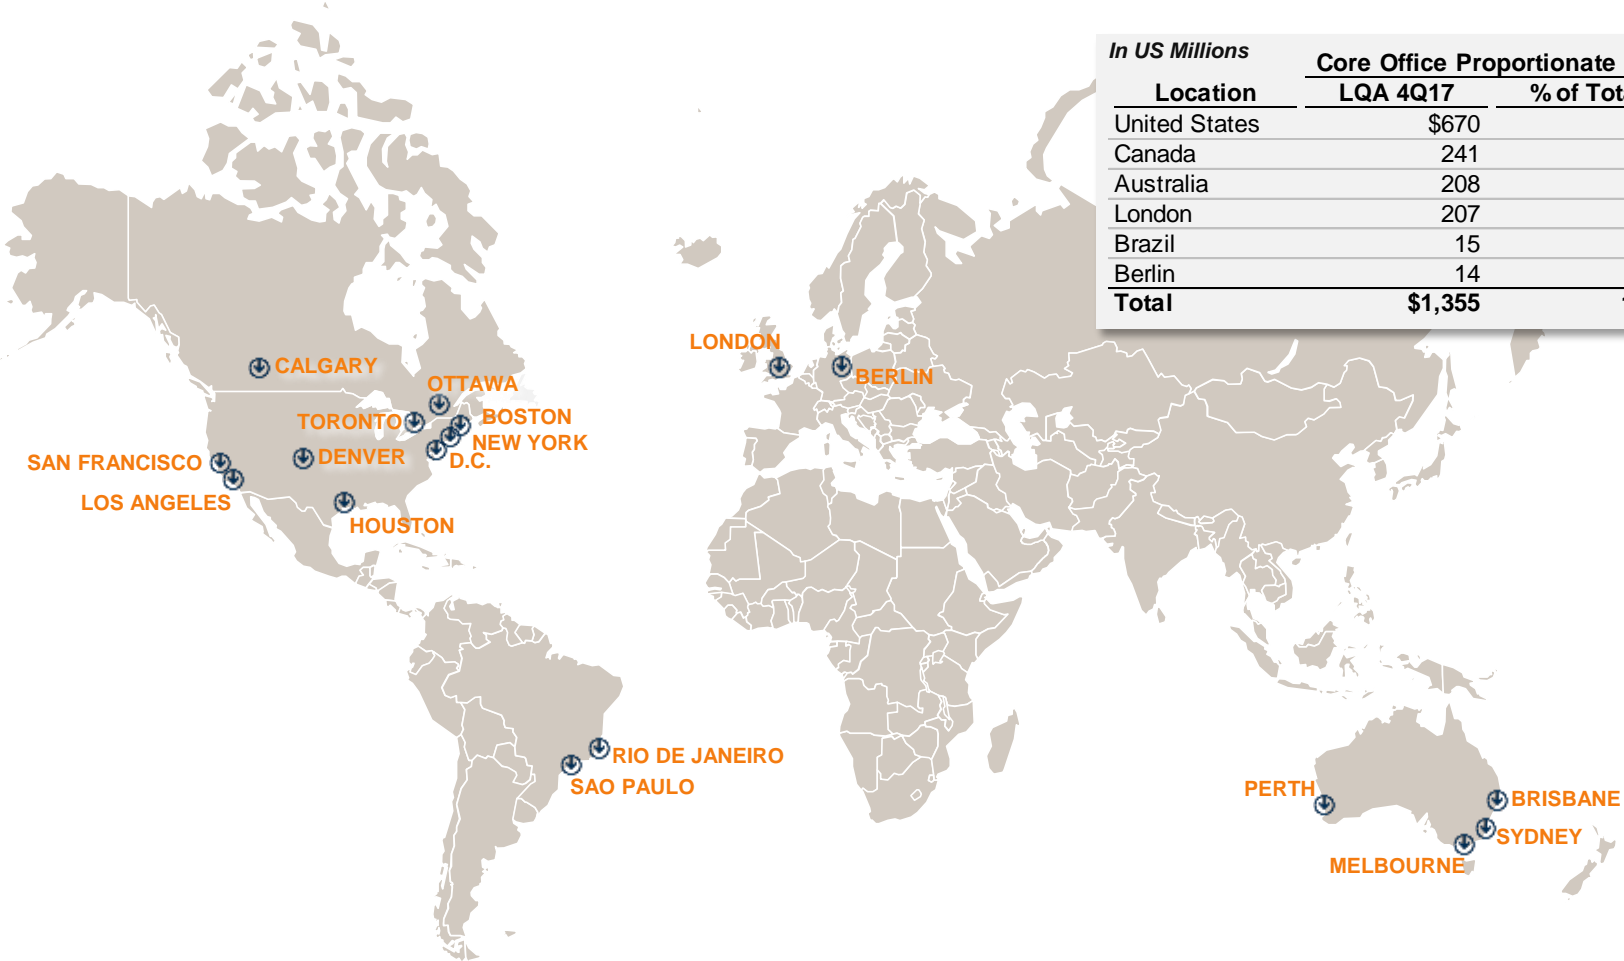 In US Millions
Core Office Proportionate
Location LQA 4Q17 % of
United States $670
Canada 241
Australia 208
London 207
Brazil 15
Berlin 14
Total $1,355
LONDON
BERLIN
CALGARY
OTTAWA
TORONTO
BOSTON
NEW YORK
D.C.
DENVER
SAN FRANCISCO
LOS ANGELES
HOUSTON
RIO DE JANEIRO
SAO PAULO
PERTH
BRISBANE
SYDNEY
MELBOURNE